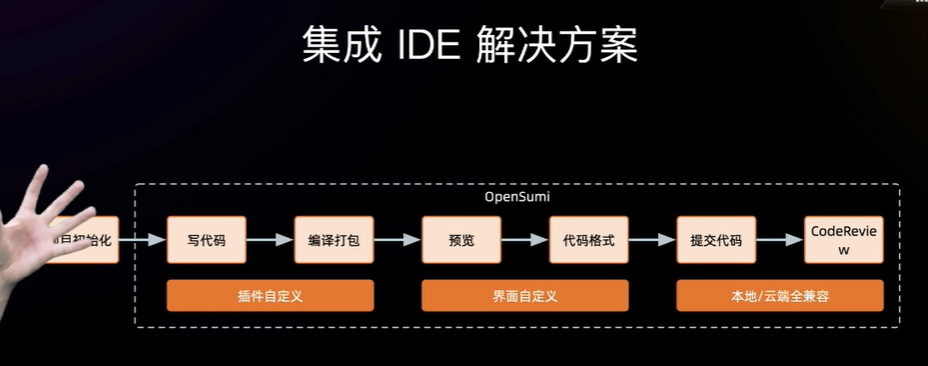 集成 IDE 解决方案
OpenSumi
目初始化
写代码
编译打包
预览
代码格式
提交代码
CodeRevie
w
插件自定义
界面自定义
本地/云端全兼容